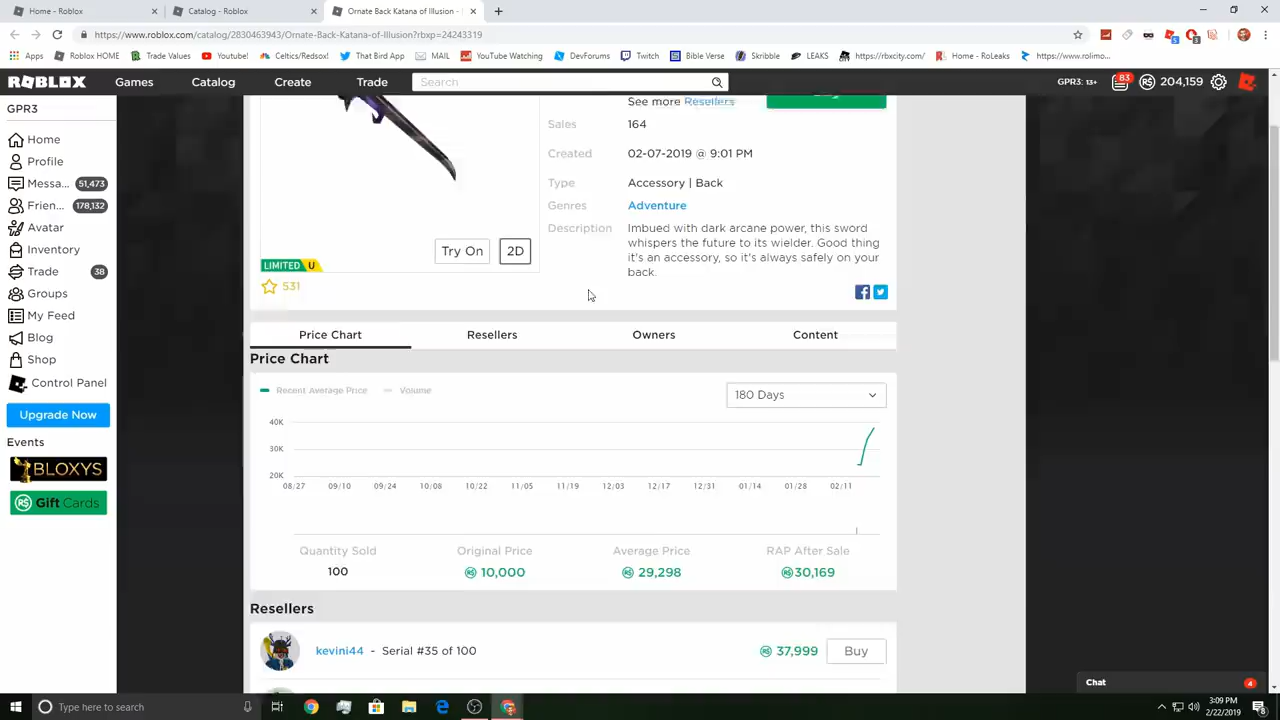 Home - Roblox
Catalog - Roblox
Ornate Back Katana of Illusion -
https://www.roblox.com/catalog/2830463943/Ornate-Back-Katana-of-Illusion?rbxp=24243319
Apps
Roblox HOME
Trade Values
Youtube!
Celtics/Redsox!
That Bird App
MAIL
YouTube Watching
DevForums
Twitch
Bible Verse
Skribble
LEAKS
https://rbxcity.com/
Home - RoLeaks
https://www.rolimo...
ROBLOX
Games
Catalog
Create
Trade
Search
GPR3: 13+
83
204,159
GPR3
Home
Profile
Messa... 51,473
Frien... 178,132
Avatar
Inventory
Trade 38
Groups
My Feed
Blog
Shop
Control Panel
Upgrade Now
Events
BLOXYS
Gift Cards
See more Resellers
Sales 164
Created 02-07-2019 @ 9:01 PM
Type Accessory | Back
Genres Adventure
Description Imbued with dark arcane power, this sword
whispers the future to its wielder. Good thing
it's an accessory, so it's always safely on your
back.
Try On
2D
LIMITED U
531
Price Chart
Resellers
Owners
Content
Price Chart
Recent Average Price
Volume
180 Days
40K
30K
20K
08/27 09/10 09/24 10/08 10/22 11/05 11/19 12/03 12/17 12/31 01/14 01/28 02/11
Quantity Sold Original Price Average Price RAP After Sale
100 10,000 29,298 30,169
Resellers
kevini44 - Serial #35 of 100
37,999
Buy
Chat
4
Type here to search
3:09 PM
2/22/2019
8